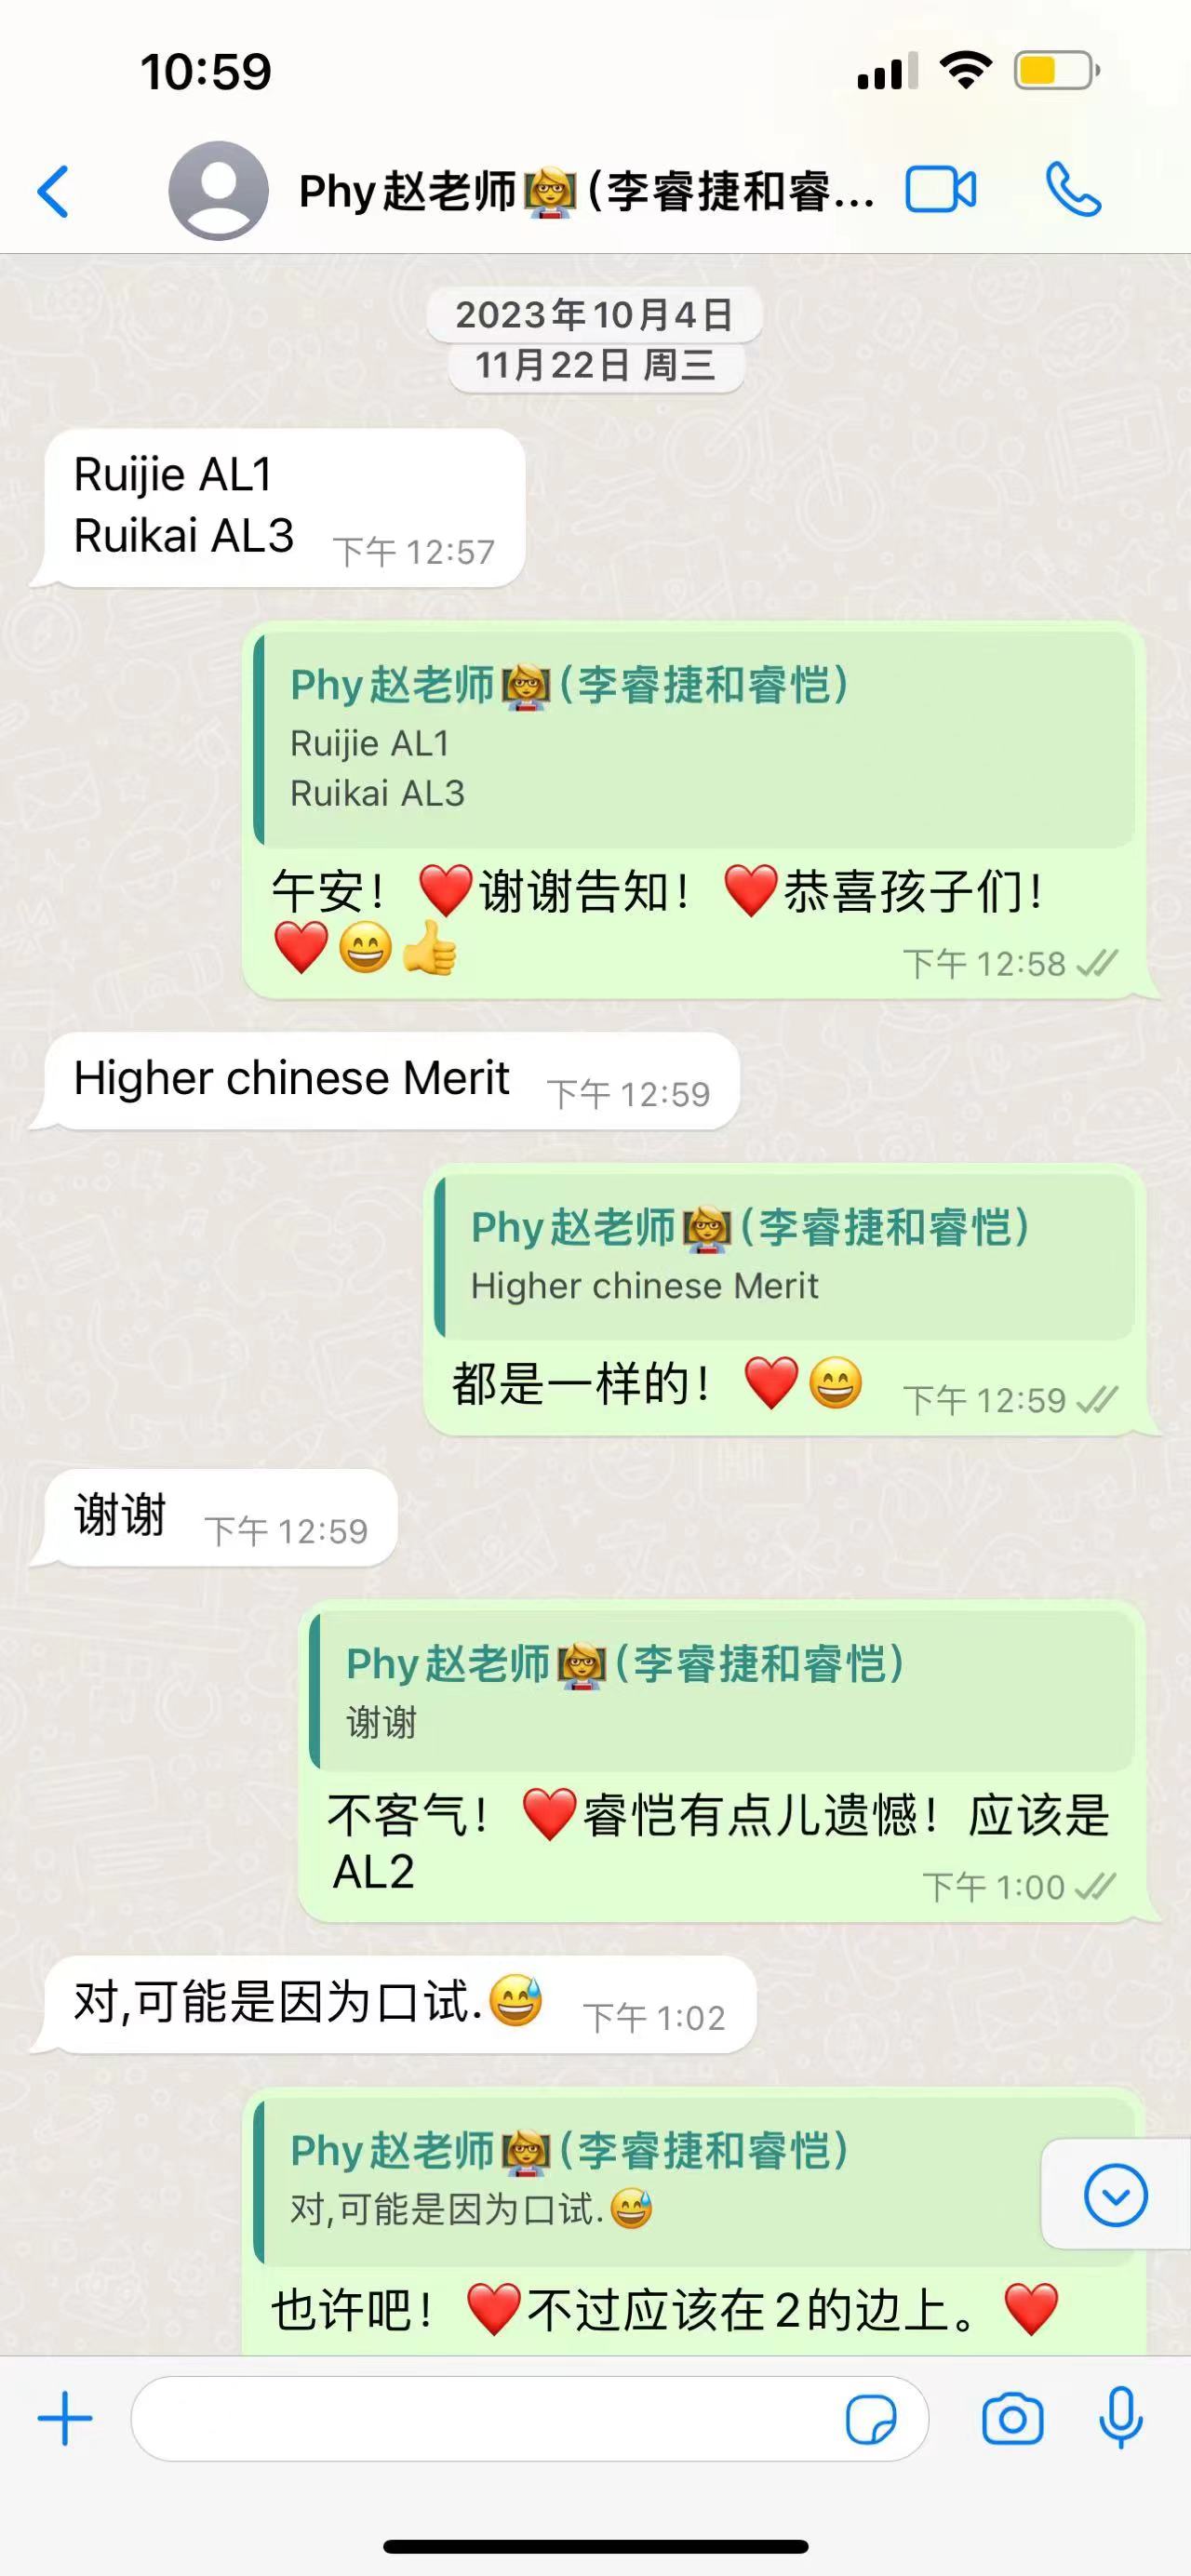 10:59
Phy赵老师👩‍🏫(李睿捷和睿...
2023年10月4日
11月22日 周三
Ruijie AL1
Ruikai AL3 下午 12:57
Phy赵老师👩‍🏫(李睿捷和睿恺)
Ruijie AL1
Ruikai AL3
午安！❤️谢谢告知！❤️恭喜孩子们！
❤️😄👍 下午 12:58
Higher chinese Merit 下午 12:59
Phy赵老师👩‍🏫(李睿捷和睿恺)
Higher chinese Merit
都是一样的！❤️😄 下午 12:59
谢谢 下午 12:59
Phy赵老师👩‍🏫(李睿捷和睿恺)
谢谢
不客气！❤️睿恺有点儿遗憾！应该是
AL2 下午 1:00
对,可能是因为口试.😅 下午 1:02
Phy赵老师👩‍🏫(李睿捷和睿恺)
对,可能是因为口试.😅
也许吧！❤️不过应该在2的边上。❤️